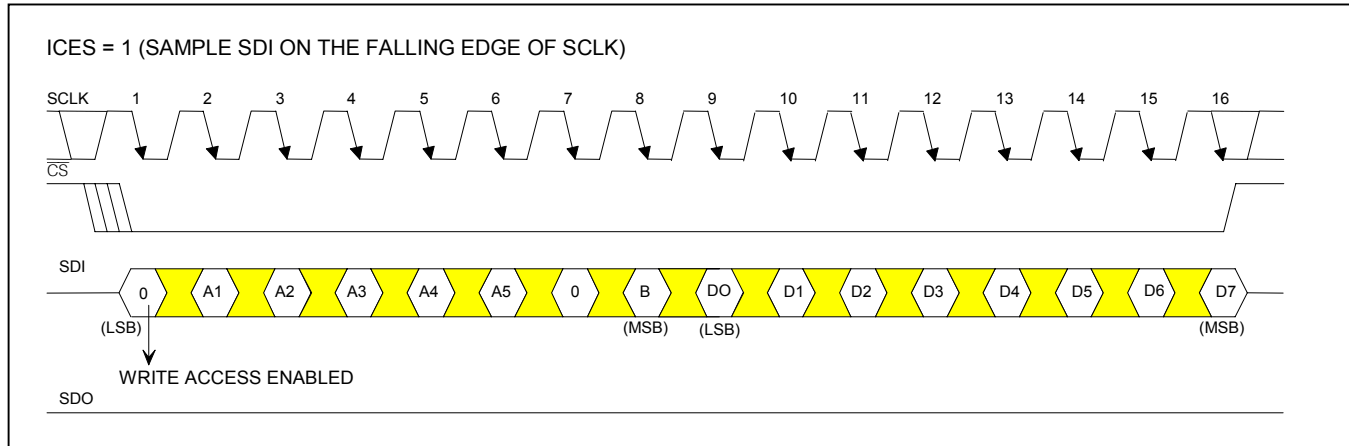 ICES = 1 (SAMPLE SDI ON THE FALLING EDGE OF SCLK)
SCLK 1 2 3 4 5 6 7 8 9 10 11 12 13 14 15 16
CS
SDI
0 A1 A2 A3 A4 A5 0 B DO D1 D2 D3 D4 D5 D6 D7
(LSB) (MSB) (LSB) (MSB)
WRITE ACCESS ENABLED
SDO